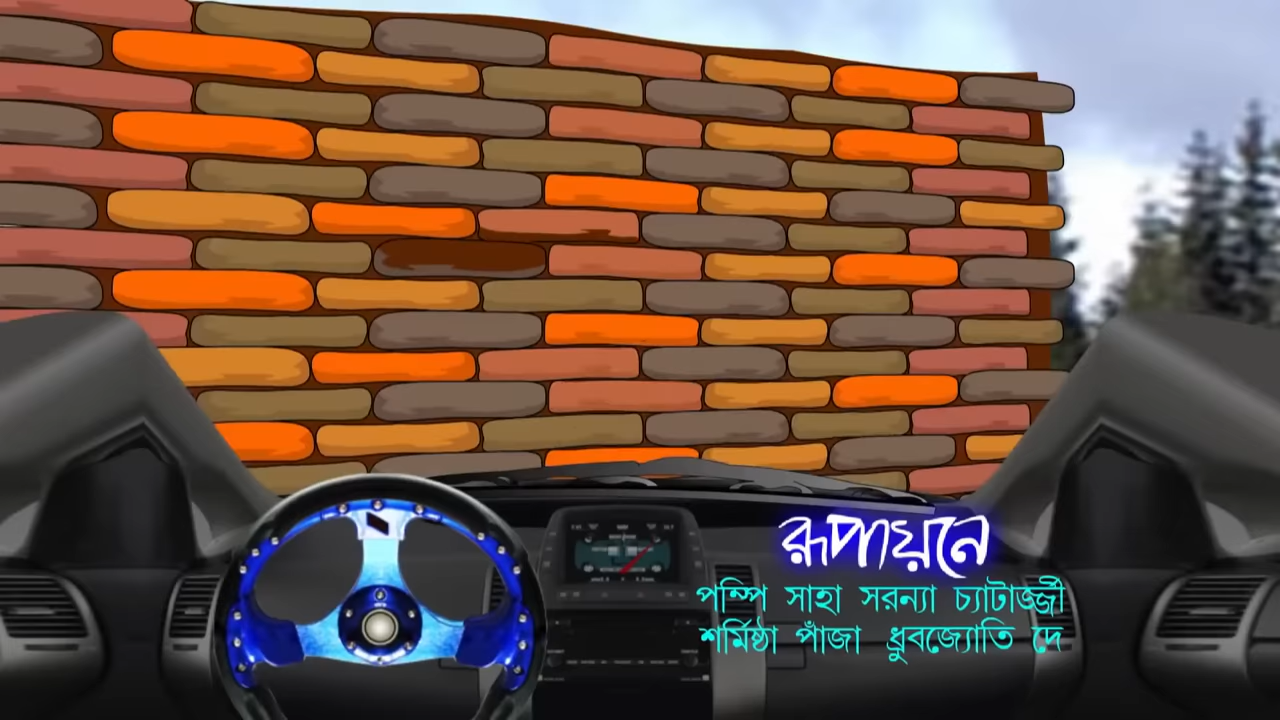 রূপায়নে
পম্পি সাহা সরন্যা চ্যাটার্জ্জী
শর্মিষ্ঠা পাঁজা ধ্রুবজ্যোতি দে